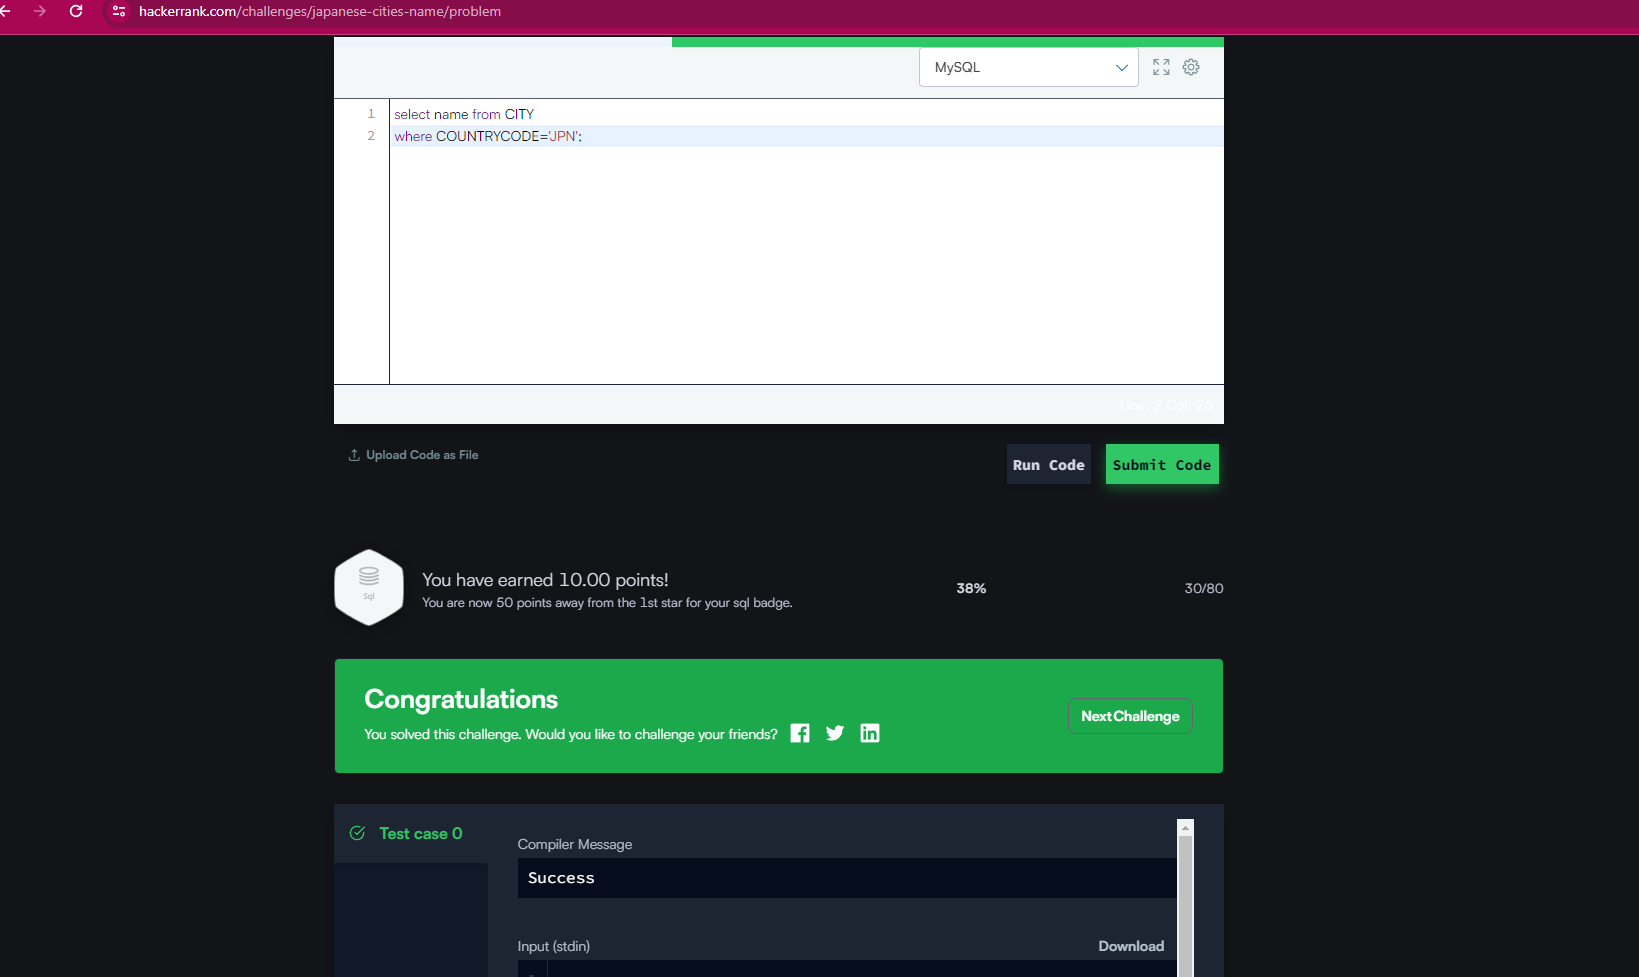 hackerrank.com/challenges/japanese-cities-name/problem
MySQL
1 select name from CITY
2 where COUNTRYCODE='JPN';
Line: 2 Col: 25
Upload Code as File
Run Code Submit Code
Sql
You have earned 10.00 points!
You are now 50 points away from the 1st star for your sql badge.
38% 30/80
Congratulations
You solved this challenge. Would you like to challenge your friends?
Next Challenge
Test case 0
Compiler Message
Success
Input (stdin) Download